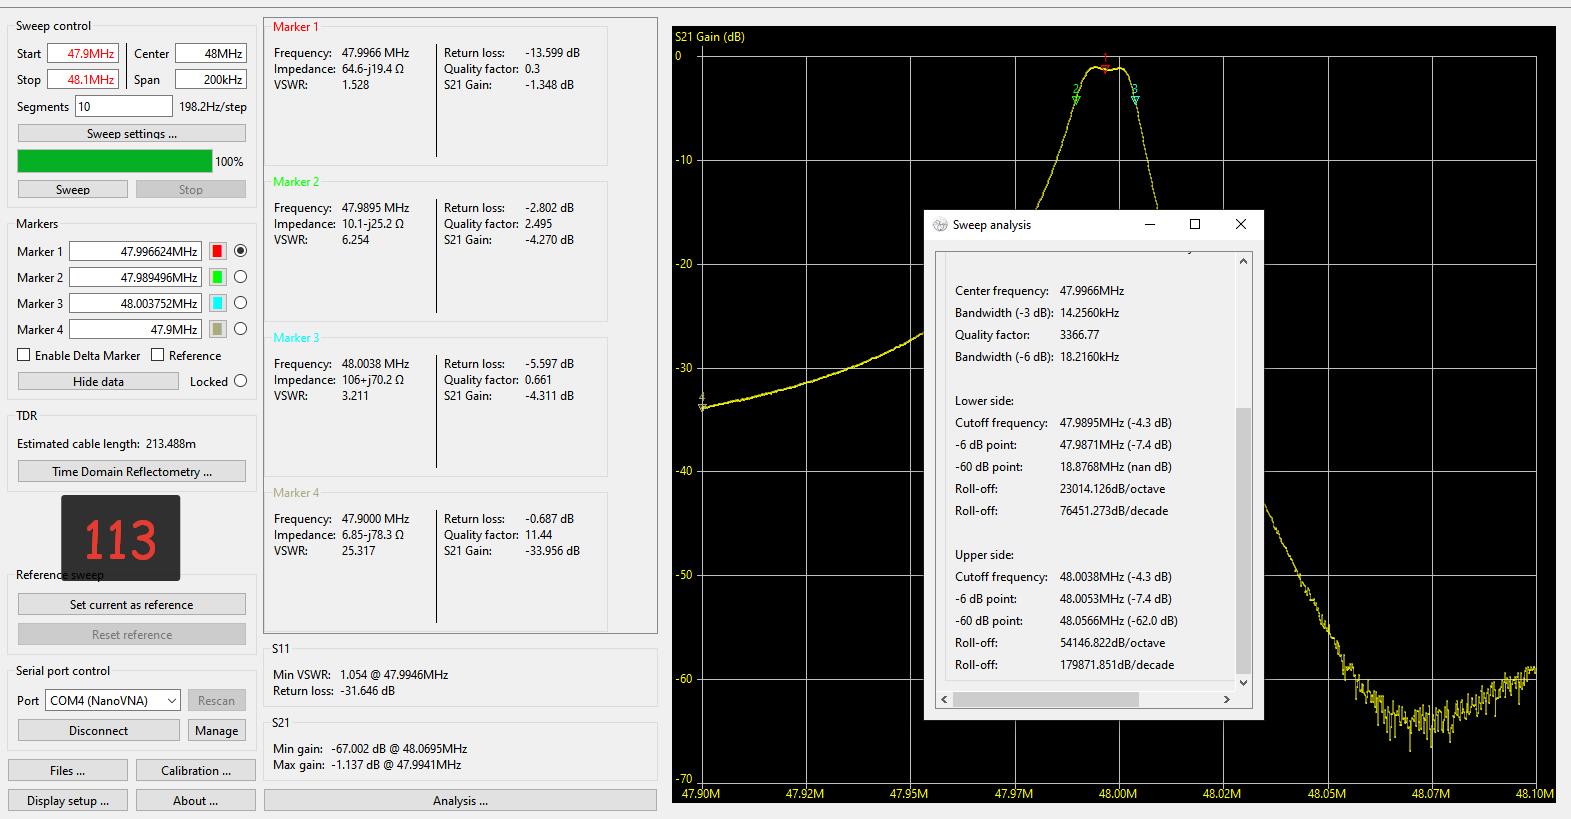 Sweep control
Start 47.9MHz Center 48MHz
Stop 48.1MHz Span 200kHz
Segments 10 198.2Hz/step
Sweep settings ...
100%
Sweep Stop
Markers
Marker 1 47.996624MHz
Marker 2 47.989496MHz
Marker 3 48.003752MHz
Marker 4 47.9MHz
Enable Delta Marker Reference
Hide data Locked
TDR
Estimated cable length: 213.488m
Time Domain Reflectometry ...
113
Reference sweep
Set current as reference
Reset reference
Serial port control
Port COM4 (NanoVNA) Rescan
Disconnect Manage
Files ... Calibration ...
Display setup ... About ...
Marker 1
Frequency: 47.9966 MHz Return loss: -13.599 dB
Impedance: 64.6-j19.4 Ω Quality factor: 0.3
VSWR: 1.528 S21 Gain: -1.348 dB
Marker 2
Frequency: 47.9895 MHz Return loss: -2.802 dB
Impedance: 10.1-j25.2 Ω Quality factor: 2.495
VSWR: 6.254 S21 Gain: -4.270 dB
Marker 3
Frequency: 48.0038 MHz Return loss: -5.597 dB
Impedance: 106+j70.2 Ω Quality factor: 0.661
VSWR: 3.211 S21 Gain: -4.311 dB
Marker 4
Frequency: 47.9000 MHz Return loss: -0.687 dB
Impedance: 6.85-j78.3 Ω Quality factor: 11.44
VSWR: 25.317 S21 Gain: -33.956 dB
S11
Min VSWR: 1.054 @ 47.9946MHz
Return loss: -31.646 dB
S21
Min gain: -67.002 dB @ 48.0695MHz
Max gain: -1.137 dB @ 47.9941MHz
Analysis ...
S21 Gain (dB)
0
1
2 3
-10
-20
-30
4
-40
-50
-60
-70
47.90M 47.92M 47.95M 47.97M 48.00M 48.02M 48.05M 48.07M 48.10M
Sweep analysis
Center frequency: 47.9966MHz
Bandwidth (-3 dB): 14.2560kHz
Quality factor: 3366.77
Bandwidth (-6 dB): 18.2160kHz
Lower side:
Cutoff frequency: 47.9895MHz (-4.3 dB)
-6 dB point: 47.9871MHz (-7.4 dB)
-60 dB point: 18.8768MHz (nan dB)
Roll-off: 23014.126dB/octave
Roll-off: 76451.273dB/decade
Upper side:
Cutoff frequency: 48.0038MHz (-4.3 dB)
-6 dB point: 48.0053MHz (-7.4 dB)
-60 dB point: 48.0566MHz (-62.0 dB)
Roll-off: 54146.822dB/octave
Roll-off: 179871.851dB/decade